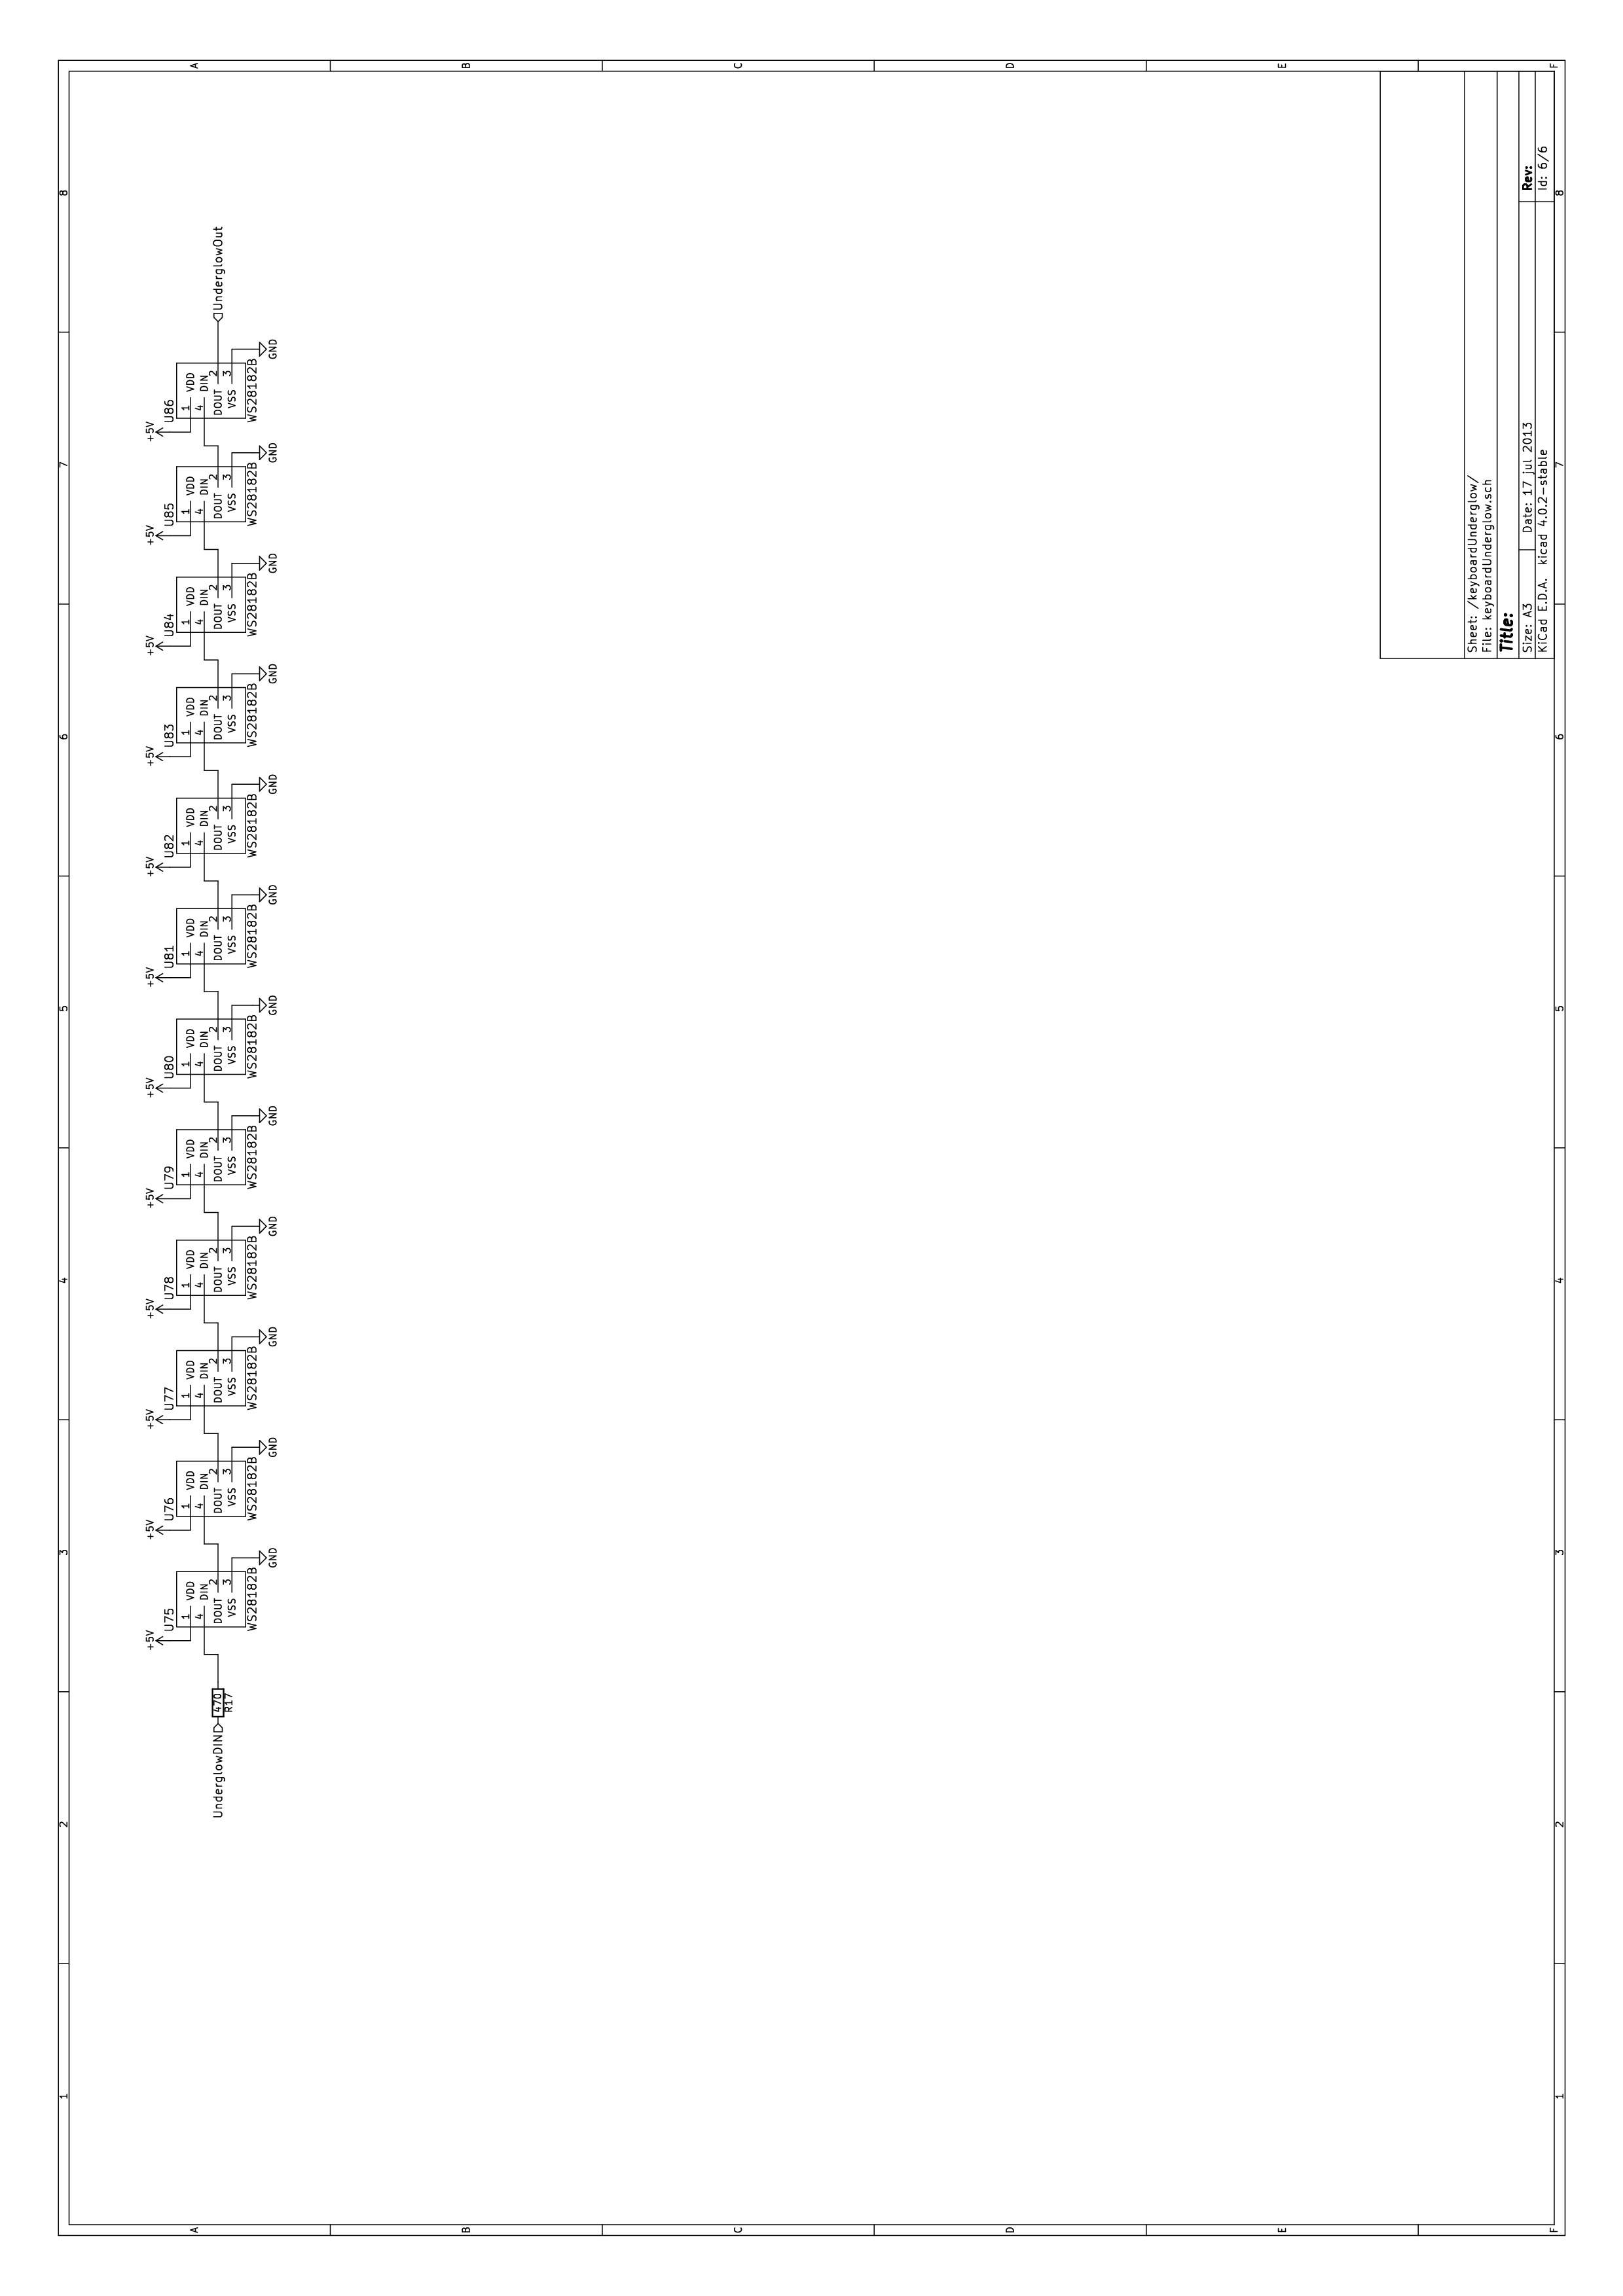 1 2 3 4 5 6 7 8
A A
+5V +5V +5V +5V +5V +5V +5V +5V +5V +5V +5V +5V
U75 U76 U77 U78 U79 U80 U81 U82 U83 U84 U85 U86
1 VDD 1 VDD 1 VDD 1 VDD 1 VDD 1 VDD 1 VDD 1 VDD 1 VDD 1 VDD 1 VDD 1 VDD
4 DIN 4 DIN 4 DIN 4 DIN 4 DIN 4 DIN 4 DIN 4 DIN 4 DIN 4 DIN 4 DIN 4 DIN
UnderglowDIN 470 DOUT 2 DOUT 2 DOUT 2 DOUT 2 DOUT 2 DOUT 2 DOUT 2 DOUT 2 DOUT 2 DOUT 2 DOUT 2 DOUT 2 UnderglowOut
R17 VSS 3 VSS 3 VSS 3 VSS 3 VSS 3 VSS 3 VSS 3 VSS 3 VSS 3 VSS 3 VSS 3 VSS 3
WS28182B WS28182B WS28182B WS28182B WS28182B WS28182B WS28182B WS28182B WS28182B WS28182B WS28182B WS28182B
GND GND GND GND GND GND GND GND GND GND GND GND
B B
C C
D D
E E
Sheet: /keyboardUnderglow/
File: keyboardUnderglow.sch
Title:
Size: A3 Date: 17 jul 2013 Rev:
KiCad E.D.A. kicad 4.0.2-stable Id: 6/6
F F
1 2 3 4 5 6 7 8